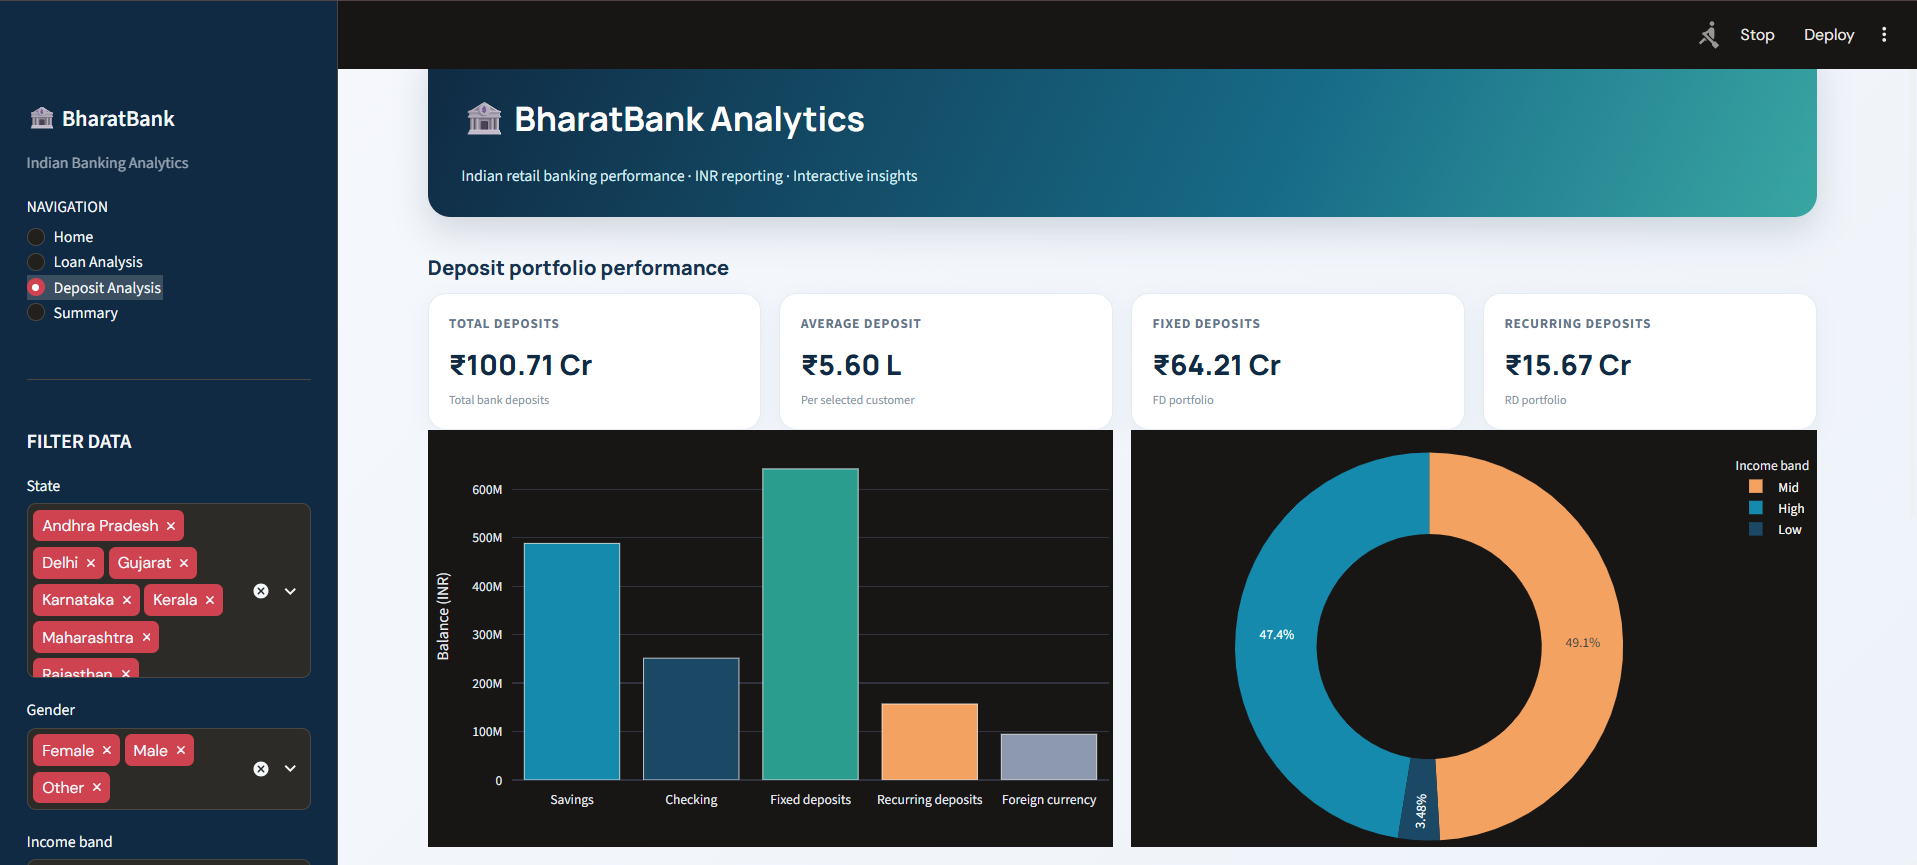 Stop
Deploy
BharatBank
Indian Banking Analytics
NAVIGATION
Home
Loan Analysis
Deposit Analysis
Summary
FILTER DATA
State
Andhra Pradesh ×
Delhi × Gujarat ×
Karnataka × Kerala ×
Maharashtra ×
Rajasthan ×
Gender
Female × Male ×
Other ×
Income band
BharatBank Analytics
Indian retail banking performance · INR reporting · Interactive insights
Deposit portfolio performance
TOTAL DEPOSITS
₹100.71 Cr
Total bank deposits
AVERAGE DEPOSIT
₹5.60 L
Per selected customer
FIXED DEPOSITS
₹64.21 Cr
FD portfolio
RECURRING DEPOSITS
₹15.67 Cr
RD portfolio
Balance (INR)
600M
500M
400M
300M
200M
100M
0
Savings
Checking
Fixed deposits
Recurring deposits
Foreign currency
Income band
Mid
High
Low
47.4%
49.1%
3.48%